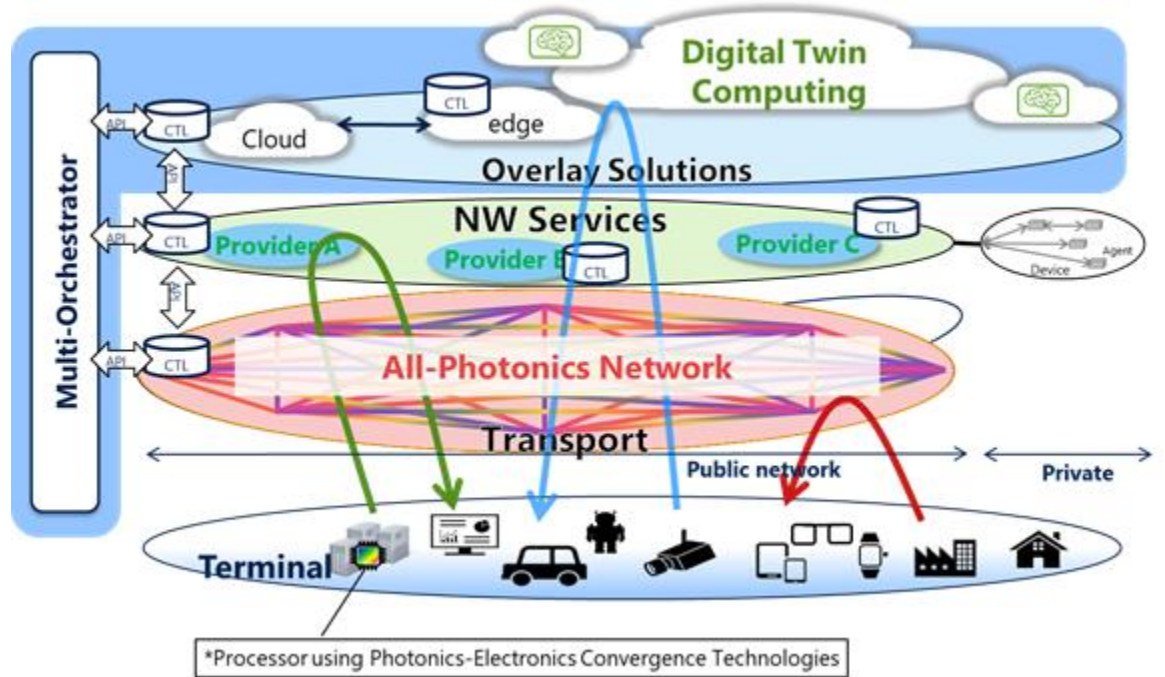 Digital Twin
Computing
CTL
edge
API
CTL
Cloud
Overlay Solutions
API
Multi-Orchestrator
NW Services
CTL
API
CTL
Provider A
Provider B
CTL
Provider C
Agent
Device
API
API
CTL
All-Photonics Network
Transport
Public network
Private
Terminal
*Processor using Photonics-Electronics Convergence Technologies